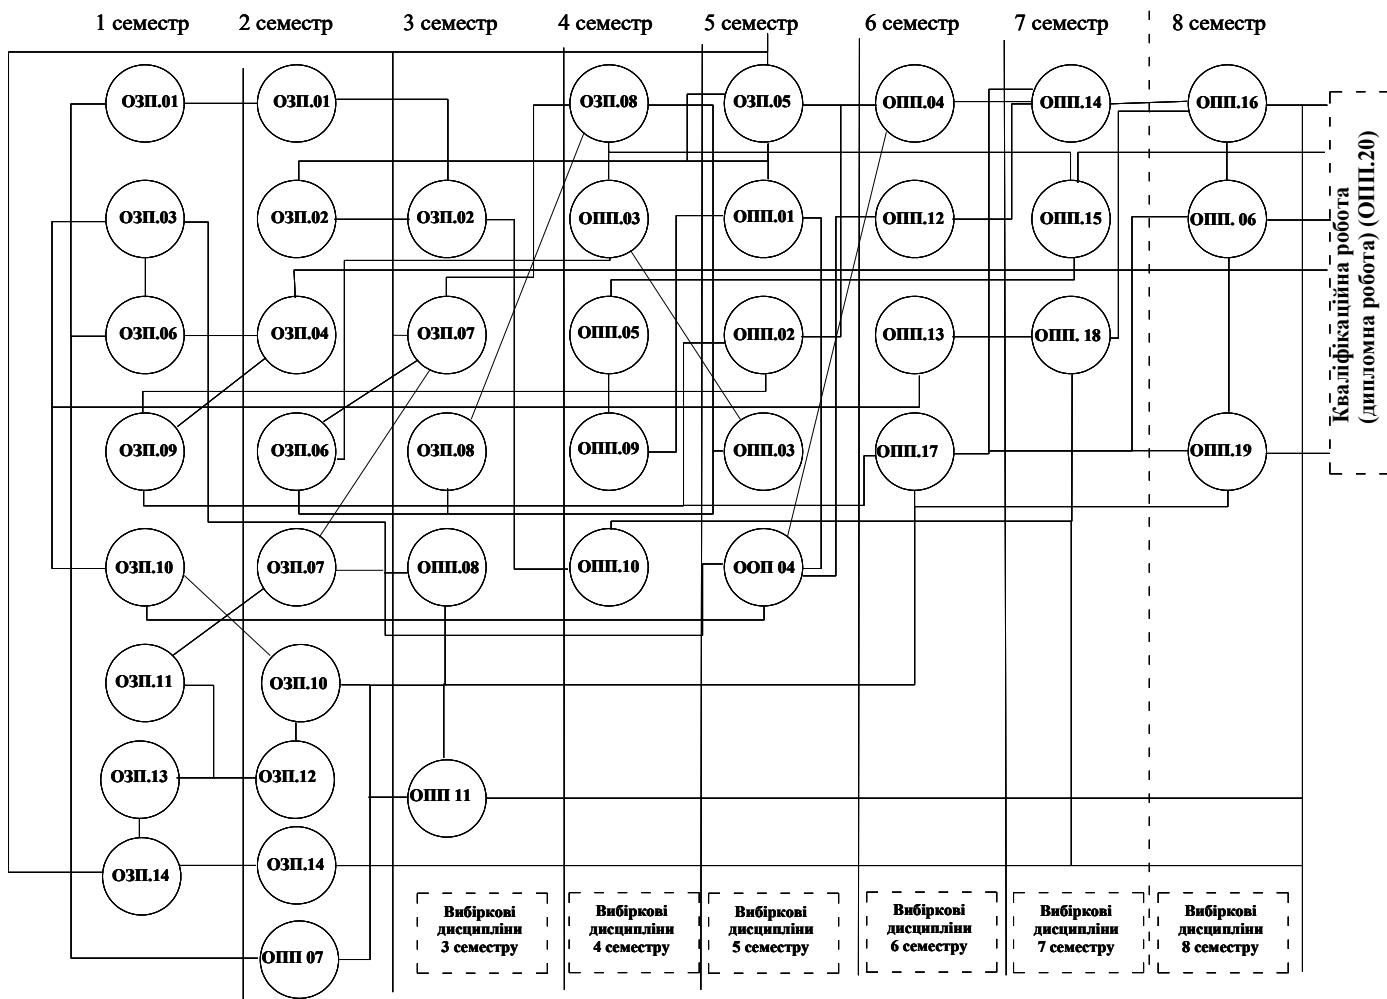 1 семестр
2 семестр
3 семестр
4 семестр
5 семестр
6 семестр
7 семестр
8 семестр
ОЗП.01
ОЗП.01
ОЗП.08
ОЗП.05
ОПП.04
ОПП.14
ОПП.16
ОЗП.03
ОЗП.02
ОЗП.02
ОПП.03
ОПП.01
ОПП.12
ОПП.15
ОПП. 06
ОЗП.06
ОЗП.04
ОЗП.07
ОПП.05
ОПП.02
ОПП.13
ОПП. 18
ОЗП.09
ОЗП.06
ОЗП.08
ОПП.09
ОПП.03
ОПП.17
ОПП.19
ОЗП.10
ОЗП.07
ОПП.08
ОПП.10
ООП 04
ОЗП.11
ОЗП.10
ОЗП.13
ОЗП.12
ОПП 11
ОЗП.14
ОЗП.14
ОПП 07
Кваліфікаційна робота
(дипломна робота) (ОПП.20)
Вибіркові
дисципліни
3 семестру
Вибіркові
дисципліни
4 семестру
Вибіркові
дисципліни
5 семестру
Вибіркові
дисципліни
6 семестру
Вибіркові
дисципліни
7 семестру
Вибіркові
дисципліни
8 семестру